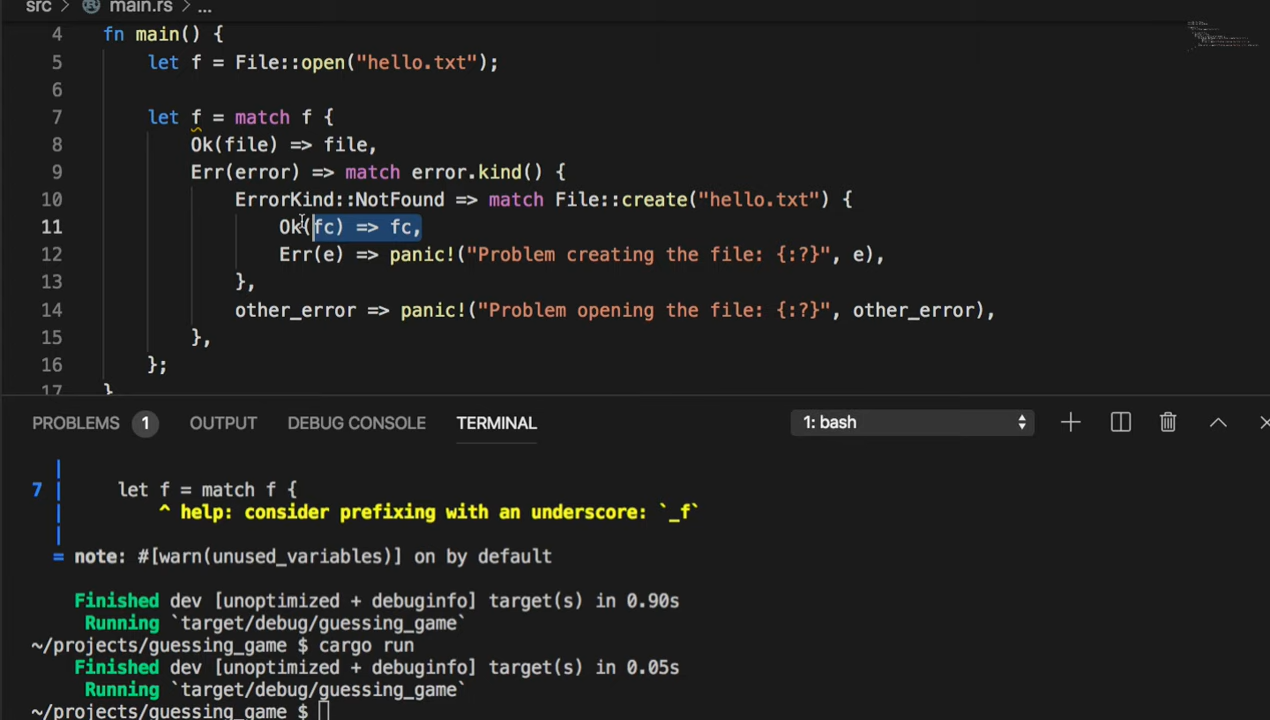 src > main.rs > ...
4 fn main() {
5 let f = File::open("hello.txt");
6
7 let f = match f {
8 Ok(file) => file,
9 Err(error) => match error.kind() {
10 ErrorKind::NotFound => match File::create("hello.txt") {
11 Ok(fc) => fc,
12 Err(e) => panic!("Problem creating the file: {:?}", e),
13 },
14 other_error => panic!("Problem opening the file: {:?}", other_error),
15 },
16 };
17 }
PROBLEMS 1 OUTPUT DEBUG CONSOLE TERMINAL 1: bash
|
7 | let f = match f {
| ^ help: consider prefixing with an underscore: `_f`
|
= note: #[warn(unused_variables)] on by default
Finished dev [unoptimized + debuginfo] target(s) in 0.90s
Running `target/debug/guessing_game`
~/projects/guessing_game $ cargo run
Finished dev [unoptimized + debuginfo] target(s) in 0.05s
Running `target/debug/guessing_game`
~/projects/guessing_game $